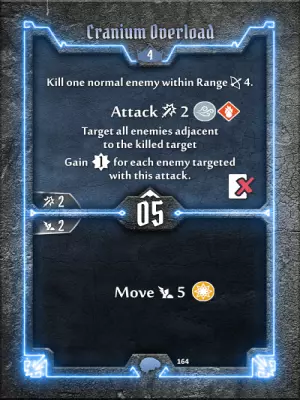 Cranium Overload
4
Kill one normal enemy within Range 4.
Attack 2
Target all enemies adjacent
to the killed target
Gain 1 for each enemy targeted
with this attack.
2
05
2
Move 5
164